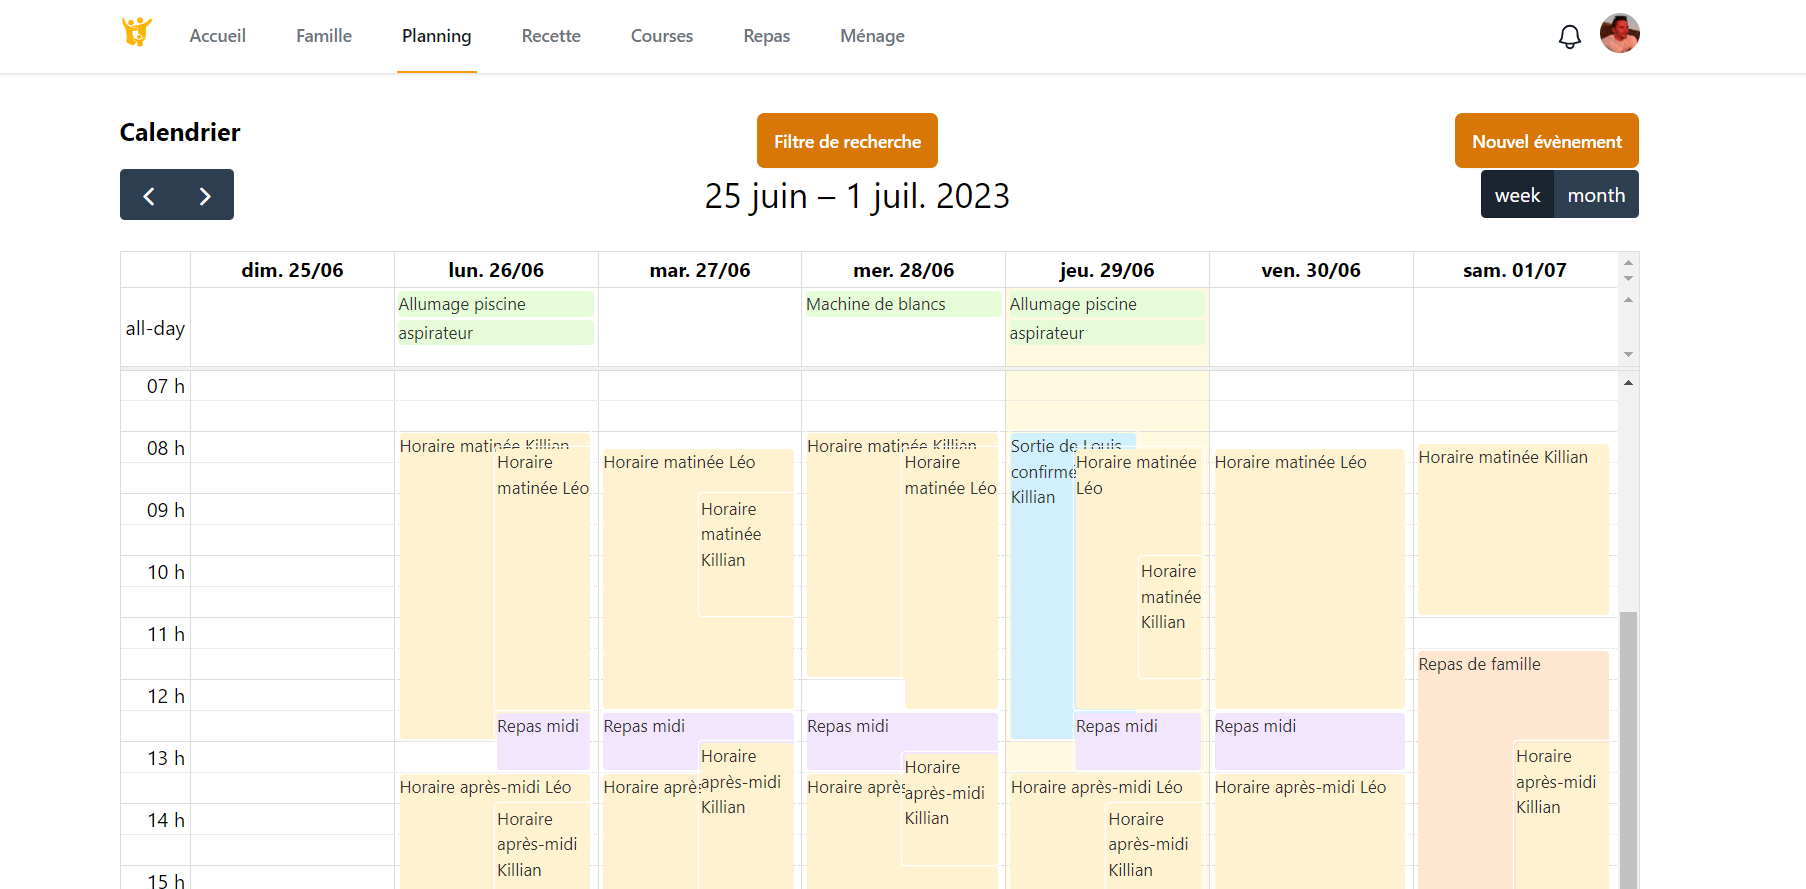 Accueil Famille Planning Recette Courses Repas Ménage
Calendrier
Filtre de recherche
Nouvel évènement
25 juin – 1 juil. 2023
week month
dim. 25/06 lun. 26/06 mar. 27/06 mer. 28/06 jeu. 29/06 ven. 30/06 sam. 01/07
all-day
Allumage piscine
aspirateur
Machine de blancs
Allumage piscine
aspirateur
07 h
08 h
09 h
10 h
11 h
12 h
13 h
14 h
15 h
Horaire matinée Killian
Horaire
matinée Léo
Repas midi
Horaire après-midi Léo
Horaire
après-midi
Killian
Horaire matinée Léo
Horaire
matinée
Killian
Repas midi
Horaire aprè
Horaire
après-midi
Killian
Horaire matinée Killian
Horaire
matinée Léo
Repas midi
Horaire aprè
Horaire
après-midi
Killian
Sortie de Louis
confirmé
Killian
Horaire matinée
Léo
Horaire
matinée
Killian
Repas midi
Horaire après-midi Léo
Horaire
après-midi
Killian
Horaire matinée Léo
Repas midi
Horaire après-midi Léo
Horaire matinée Killian
Repas de famille
Horaire
après-midi
Killian